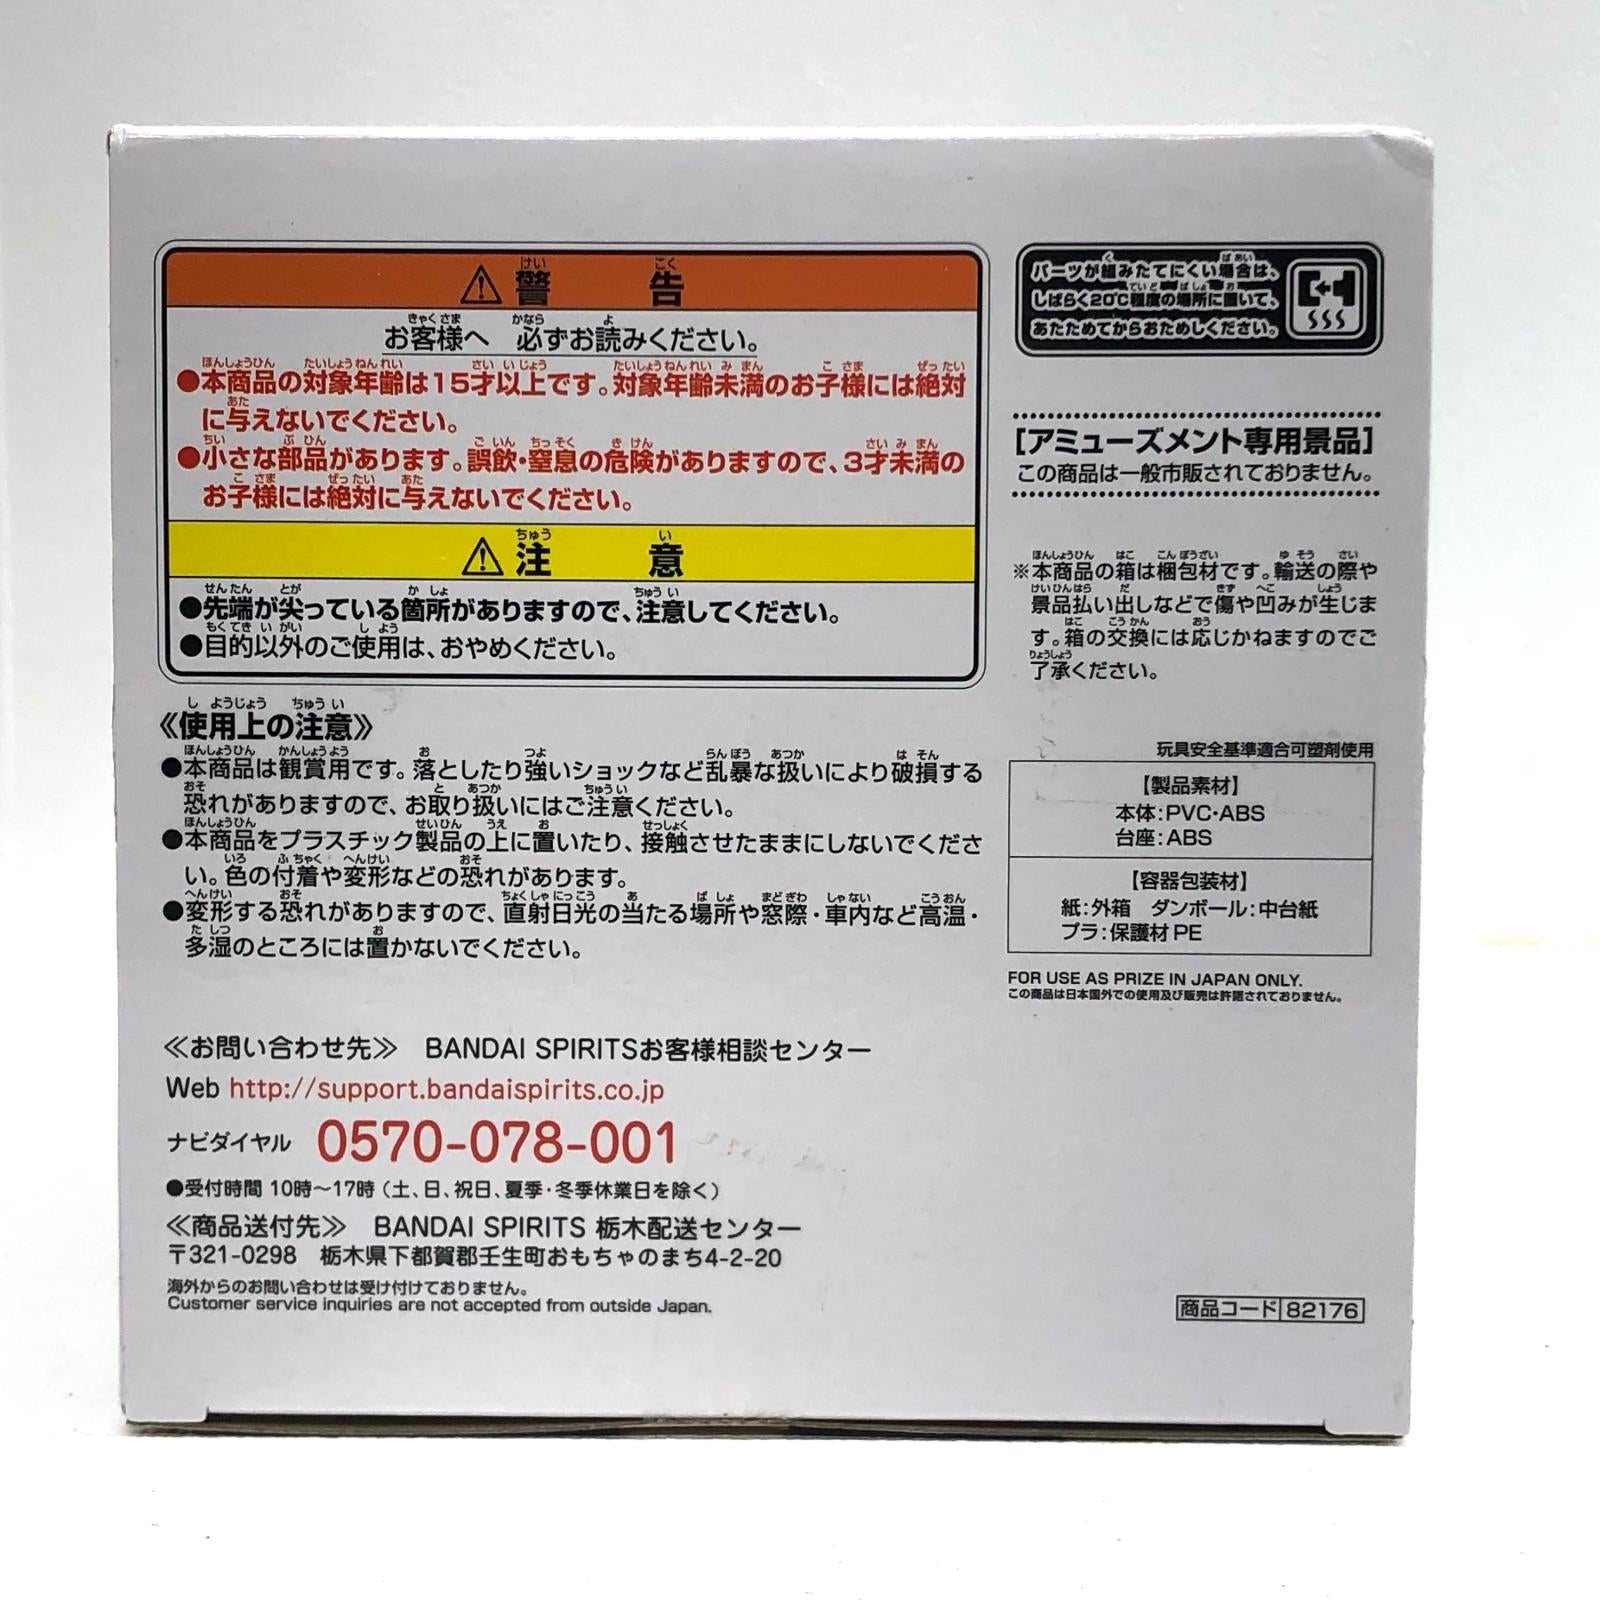 警告
お客様へ 必ずお読みください。
●本商品の対象年齢は15才以上です。対象年齢未満のお子様には絶対
に与えないでください。
●小さな部品があります。誤飲・窒息の危険がありますので、3才未満の
お子様には絶対に与えないでください。
注意
●先端が尖っている箇所がありますので、注意してください。
●目的以外のご使用は、おやめください。
《使用上の注意》
●本商品は観賞用です。落としたり強いショックなど乱暴な扱いにより破損する
恐れがありますので、お取り扱いにはご注意ください。
●本商品をプラスチック製品の上に置いたり、接触させたままにしないでくださ
い。色の付着や変形などの恐れがあります。
●変形する恐れがありますので、直射日光の当たる場所や窓際・車内など高温・
多湿のところには置かないでください。
≪お問い合わせ先≫ BANDAI SPIRITSお客様相談センター
Web http://support.bandaispirits.co.jp
ナビダイヤル 0570-078-001
●受付時間 10時〜17時(土、日、祝日、夏季・冬季休業日を除く)
≪商品送付先≫ BANDAI SPIRITS 栃木配送センター
〒321-0298 栃木県下都賀郡壬生町おもちゃのまち4-2-20
海外からのお問い合わせは受け付けておりません。
Customer service inquiries are not accepted from outside Japan.
パーツが組みたてにくい場合は、
しばらく20℃程度の場所に置いて、
あたためてからおためしください。
[アミューズメント専用景品]
この商品は一般市販されておりません。
※本商品の箱は梱包材です。輸送の際や
景品払い出しなどで傷や凹みが生じま
す。箱の交換には応じかねますのでご
了承ください。
玩具安全基準適合可塑剤使用
【製品素材】
本体:PVC・ABS
台座:ABS
【容器包装材】
紙:外箱 ダンボール:中台紙
プラ:保護材PE
FOR USE AS PRIZE IN JAPAN ONLY.
この商品は日本国外での使用及び販売は許諾されておりません。
商品コード 82176